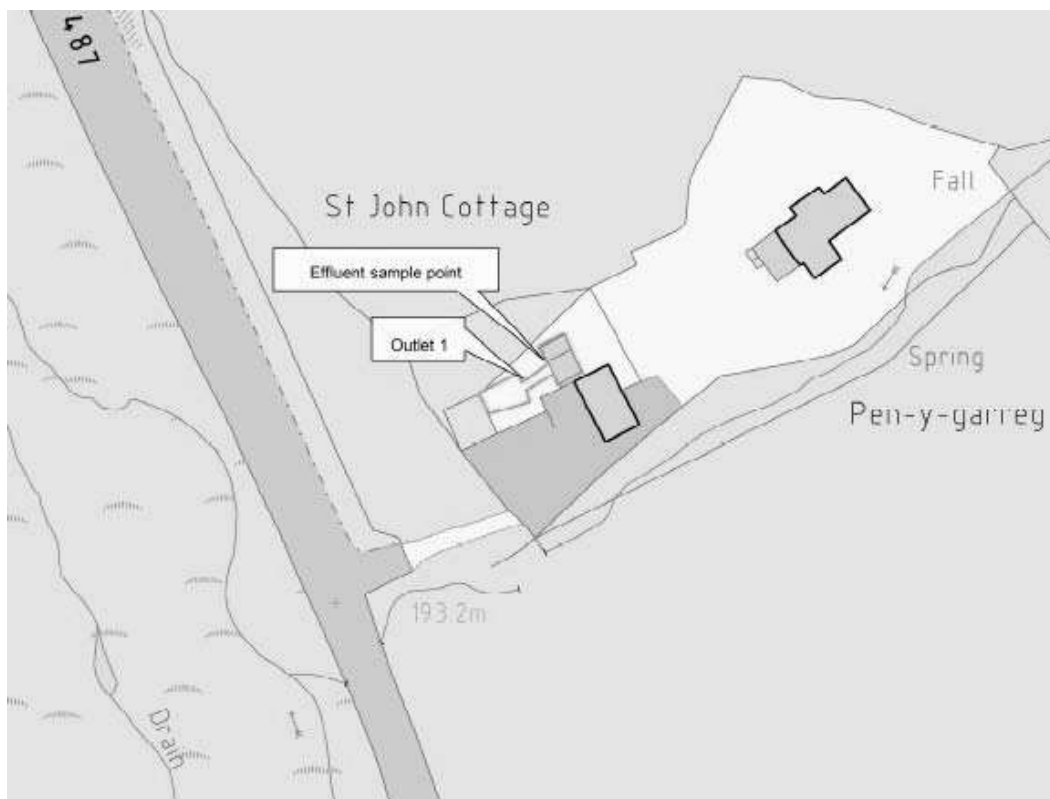 487
St John Cottage
Effluent sample point
Outlet 1
Fall
Spring
Pen-y-garreg
193.2m
Drain